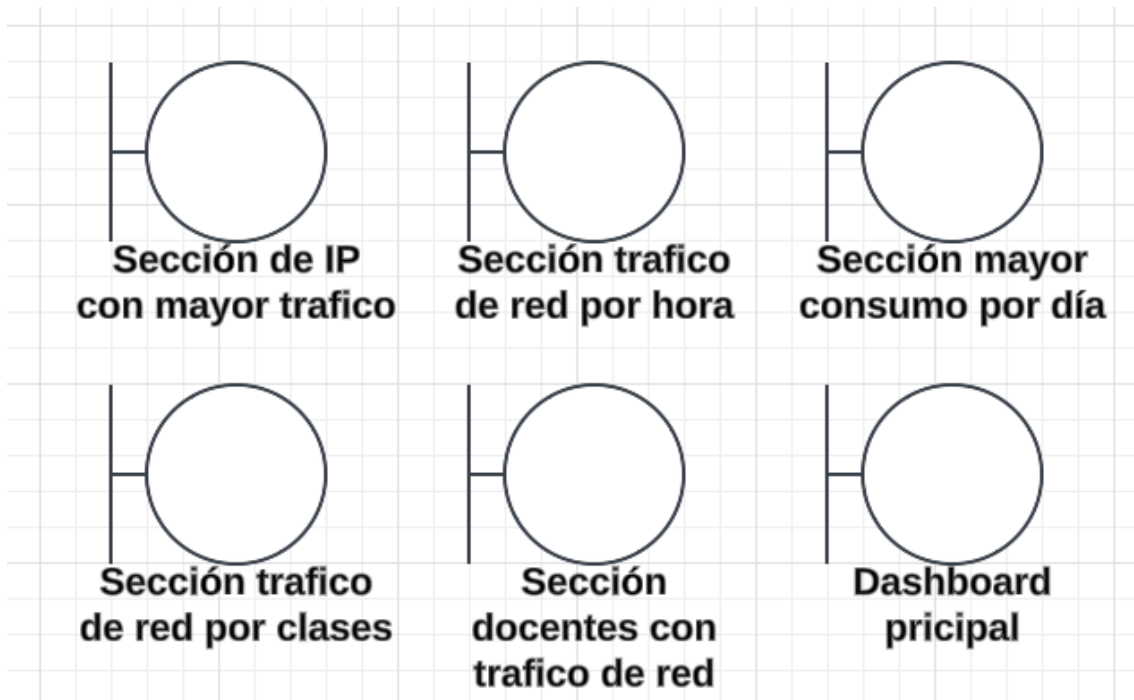 Sección de IP
con mayor trafico
Sección trafico
de red por hora
Sección mayor
consumo por día
Sección trafico
de red por clases
Sección
docentes con
trafico de red
Dashboard
pricipal